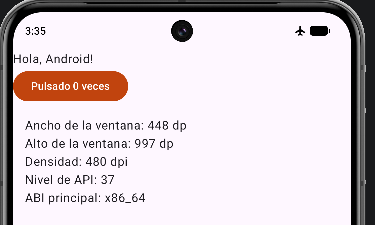 3:35
Hola, Android!
Pulsado 0 veces
Ancho de la ventana: 448 dp
Alto de la ventana: 997 dp
Densidad: 480 dpi
Nivel de API: 37
ABI principal: x86_64